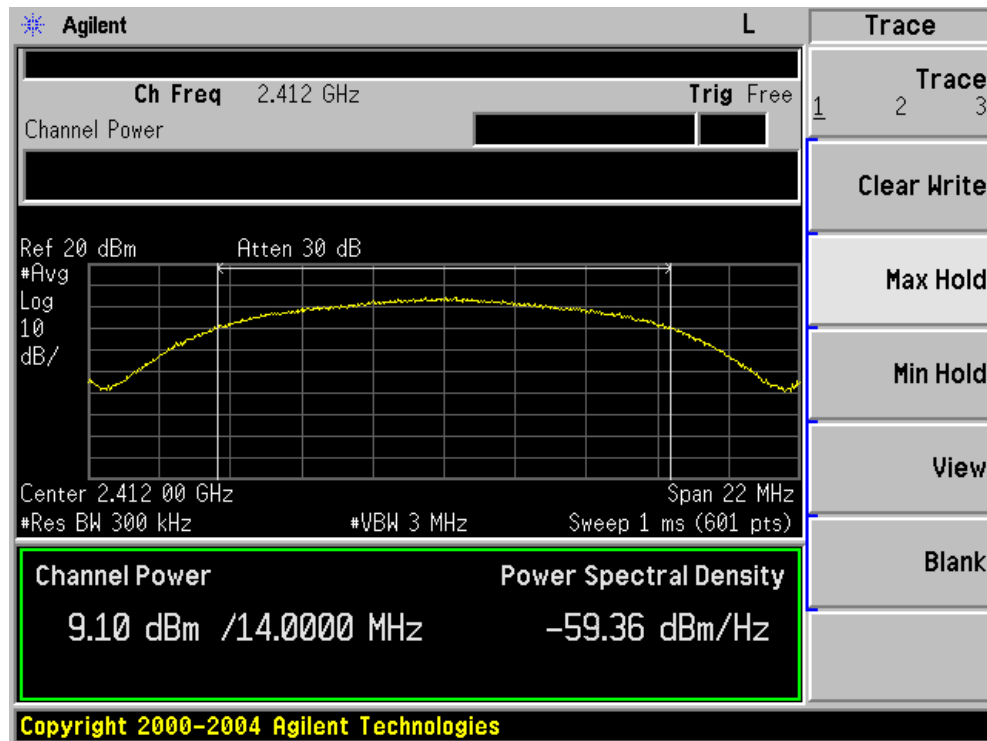 Agilent L Trace
Ch Freq 2.412 GHz Trig Free
Channel Power
Trace
1 2 3
Clear Write
Ref 20 dBm Atten 30 dB
#Avg
Log
10
dB/
Max Hold
Min Hold
View
Center 2.412 00 GHz Span 22 MHz
#Res BW 300 kHz #VBW 3 MHz Sweep 1 ms (601 pts)
Blank
Channel Power Power Spectral Density
9.10 dBm /14.0000 MHz -59.36 dBm/Hz
Copyright 2000-2004 Agilent Technologies